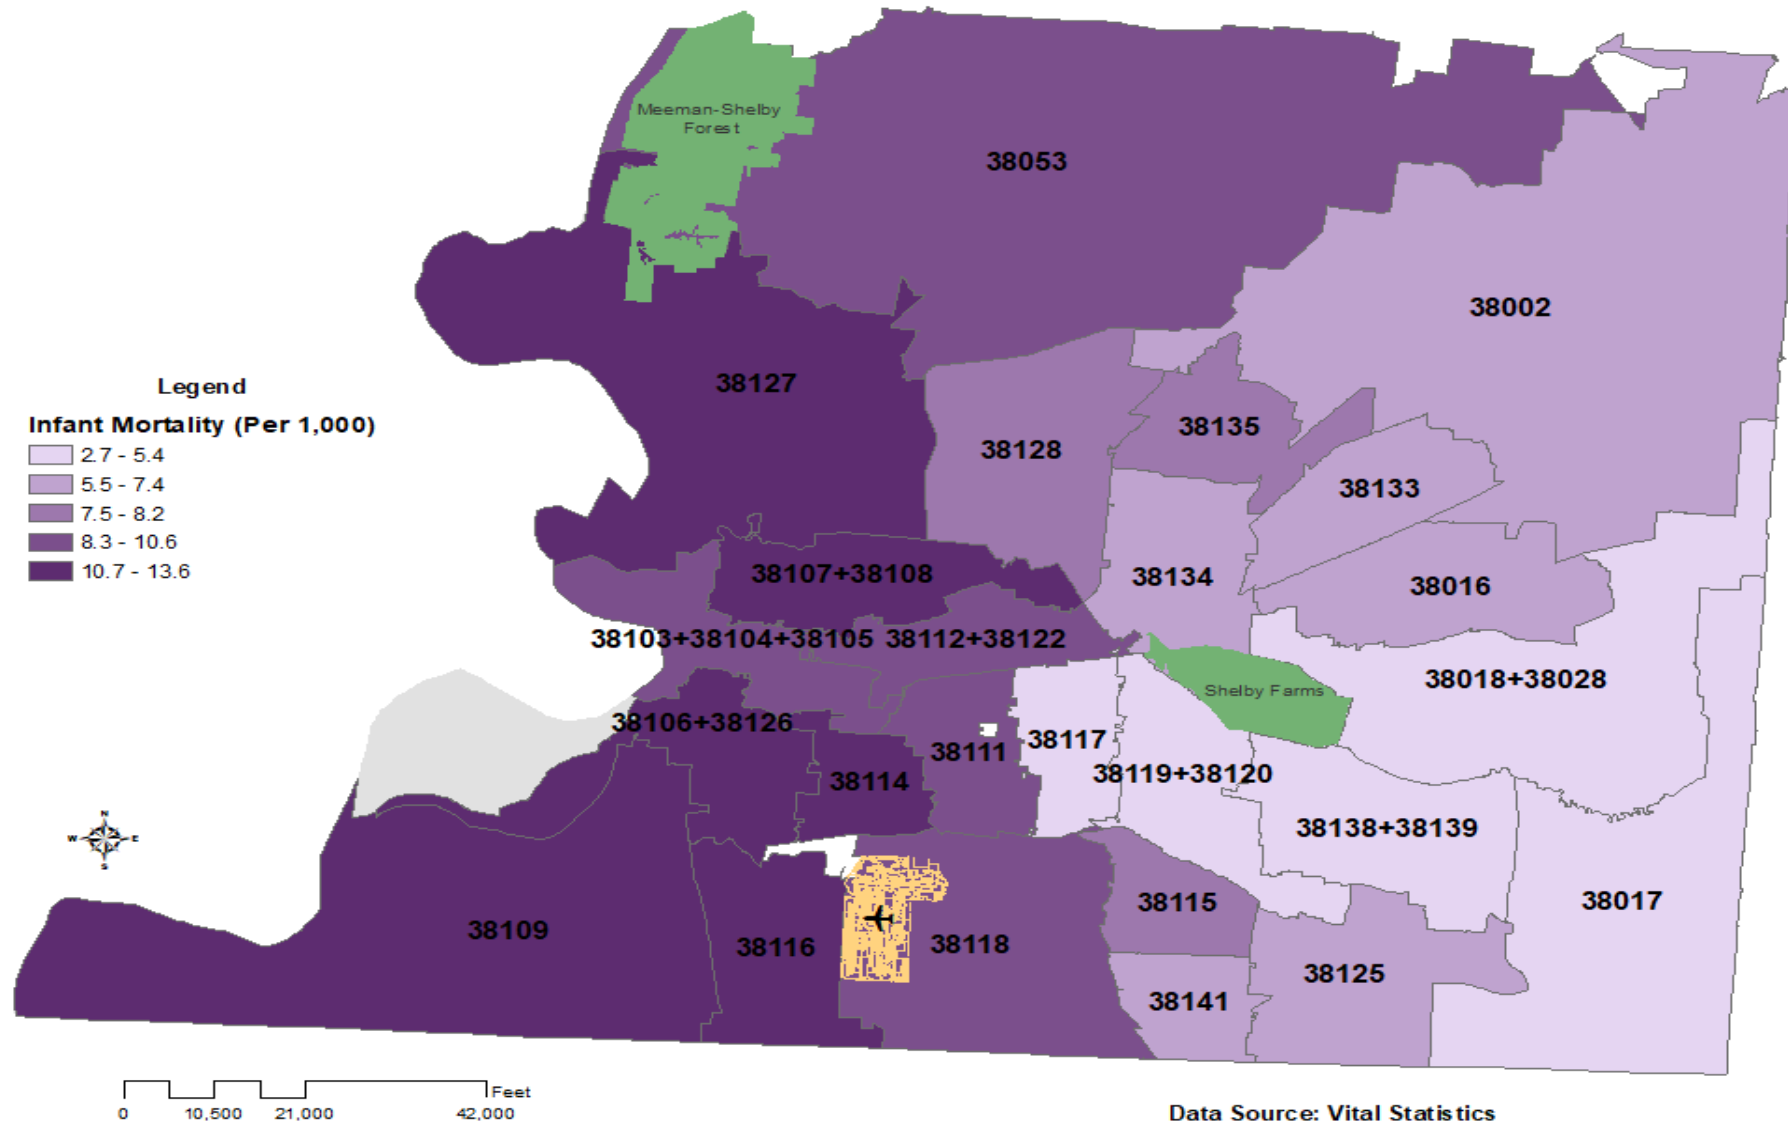 Meeman-Shelby
Forest
38053
38002
38127
Legend
Infant Mortality (Per 1,000)
2.7 - 5.4
5.5 - 7.4
7.5 - 8.2
8.3 - 10.6
10.7 - 13.6
38128
38135
38133
38107+38108
38134
38016
38103+38104+38105
38112+38122
38018+38028
Shelby Farms
38106+38126
38111
38117
38114
38119+38120
38138+38139
N
W
E
S
38109
38116
38118
38115
38017
38125
38141
Feet
0
10,500
21,000
42,000
Data Source: Vital Statistics